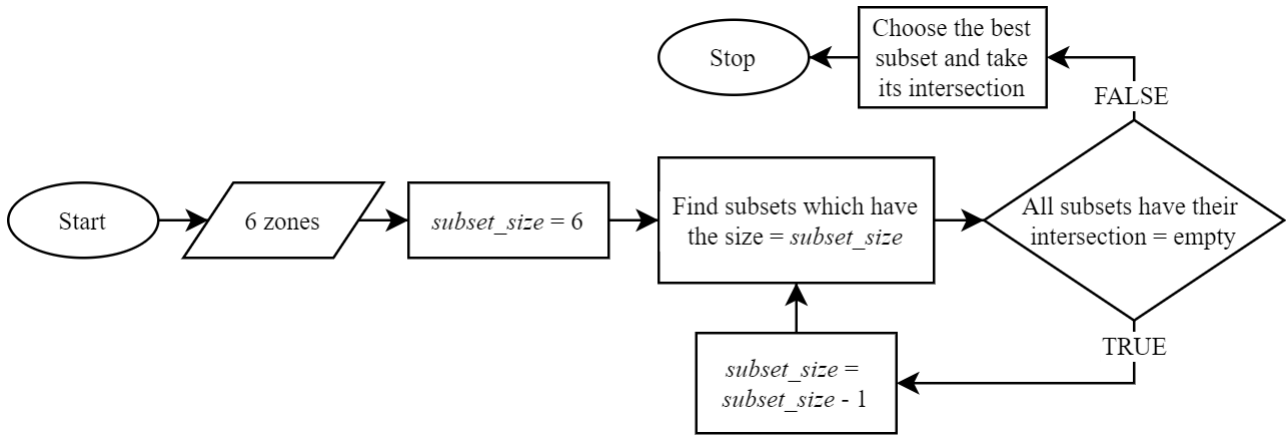 Start
6 zones
subset_size = 6
Find subsets which have
the size = subset_size
All subsets have their
intersection = empty
FALSE
Choose the best
subset and take
its intersection
Stop
TRUE
subset_size =
subset_size - 1